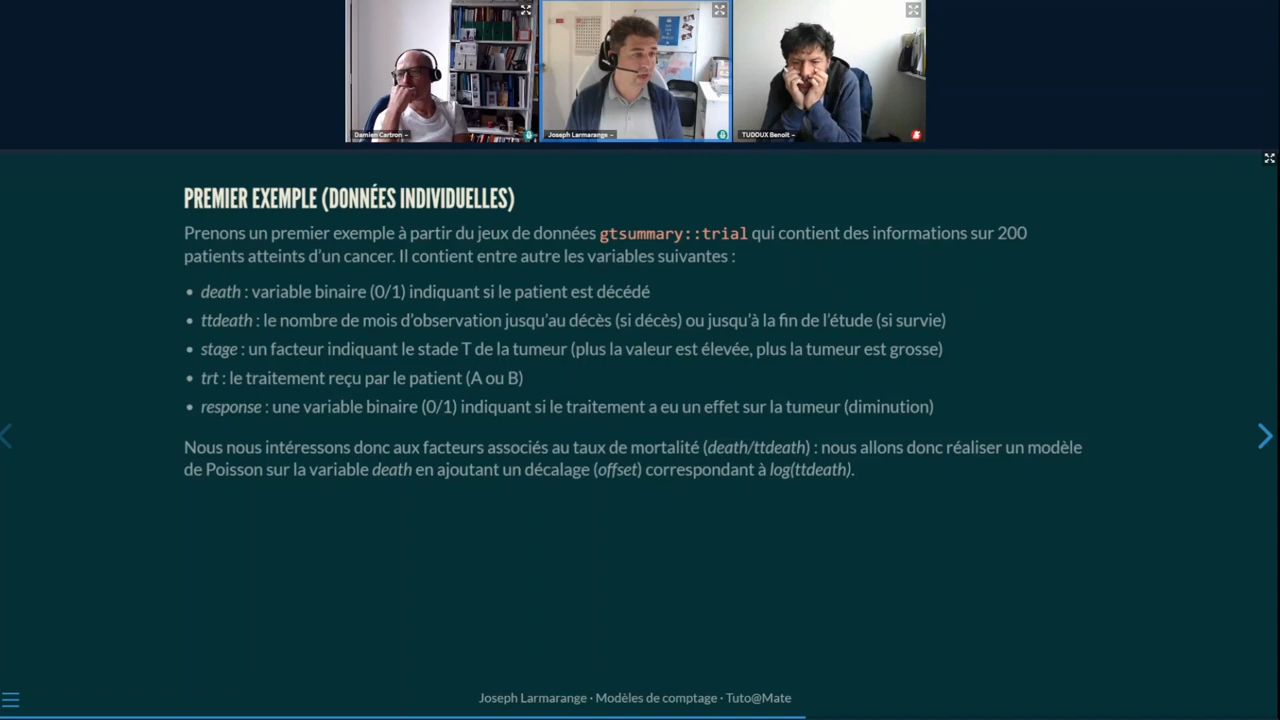 Damien Cartron
Joseph Larmarange
TUDOUX Benoit
PREMIER EXEMPLE (DONNÉES INDIVIDUELLES)
Prenons un premier exemple à partir du jeux de données gtsummary::trial qui contient des informations sur 200
patients atteints d'un cancer. Il contient entre autre les variables suivantes :
• death : variable binaire (0/1) indiquant si le patient est décédé
• ttdeath : le nombre de mois d'observation jusqu'au décès (si décès) ou jusqu'à la fin de l'étude (si survie)
• stage : un facteur indiquant le stade T de la tumeur (plus la valeur est élevée, plus la tumeur est grosse)
• trt : le traitement reçu par le patient (A ou B)
• response : une variable binaire (0/1) indiquant si le traitement a eu un effet sur la tumeur (diminution)
Nous nous intéressons donc aux facteurs associés au taux de mortalité (death/ttdeath) : nous allons donc réaliser un modèle
de Poisson sur la variable death en ajoutant un décalage (offset) correspondant à log(ttdeath).
Joseph Larmarange · Modèles de comptage · Tuto@Mate